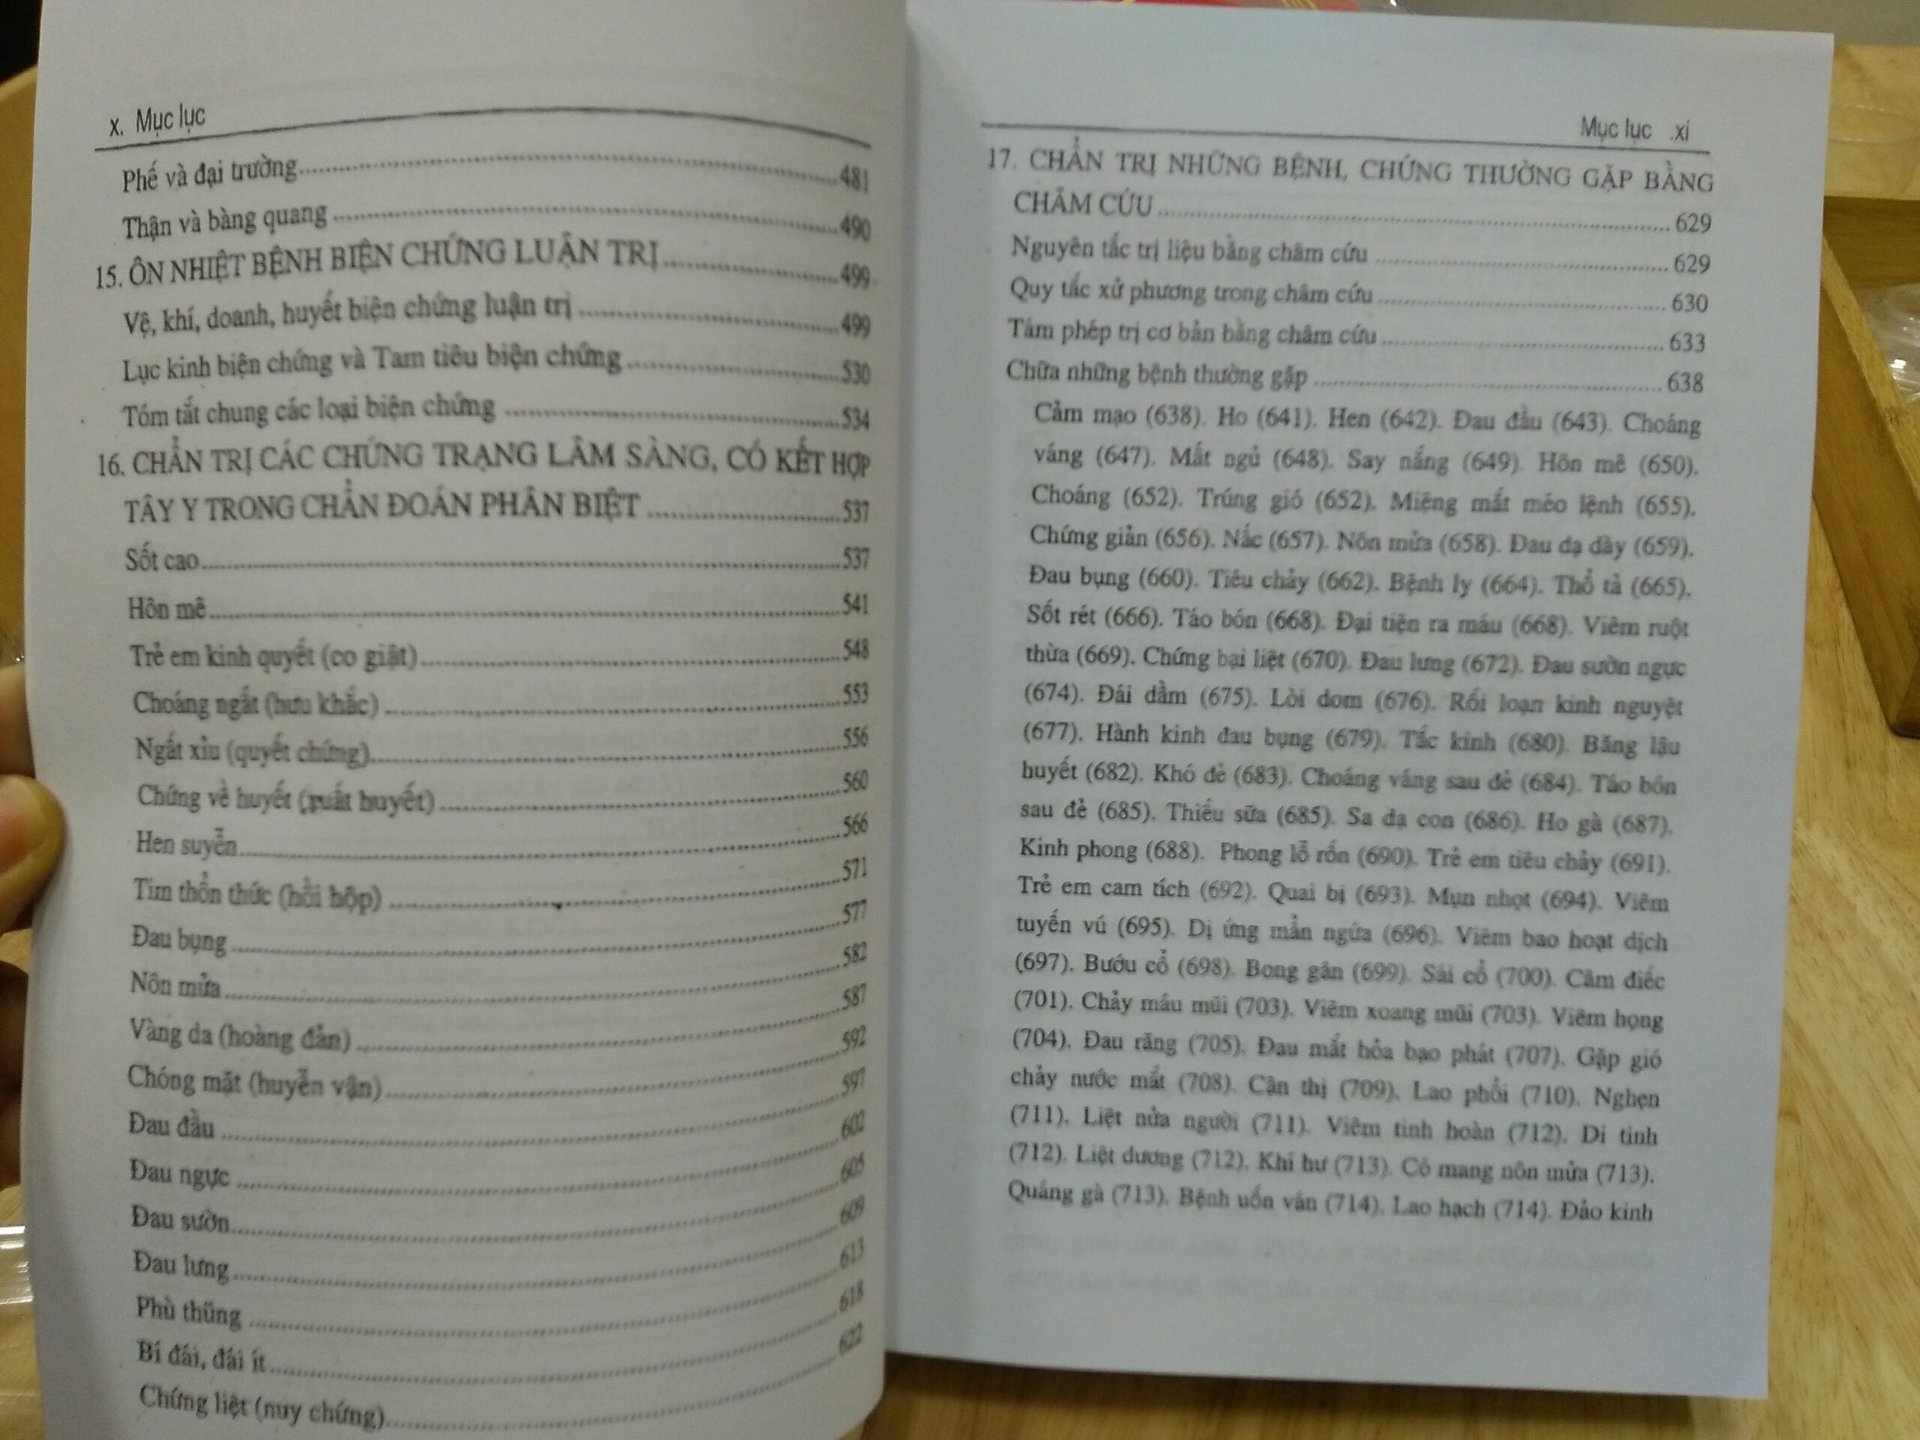 x. Mục lục
Phế và đại trường........481
Thận và bàng quang........490
15. ÔN NHIỆT BỆNH BIỆN CHỨNG LUẬN TRỊ........499
Vệ, khí, doanh, huyết biện chứng luận trị........499
Lục kinh biện chứng và Tam tiêu biện chứng........530
Tóm tắt chung các loại biện chứng........534
16. CHẨN TRỊ CÁC CHỨNG TRẠNG LÂM SÀNG, CÓ KẾT HỢP
TÂY Y TRONG CHẨN ĐOÁN PHÂN BIỆT........537
Sốt cao........537
Hôn mê........541
Trẻ em kinh quyết (co giật)........548
Choáng ngất (hưu khắc)........553
Ngất xỉu (quyết chứng)........556
Chứng về huyết (xuất huyết)........560
Hen suyễn........566
Tim thổn thức (hồi hộp)........571
Đau bụng........577
Nôn mửa........582
Vàng da (hoàng đản)........587
Chóng mặt (huyễn vận)........592
Đau đầu........597
Đau ngực........602
Đau sườn........605
Đau lưng........609
Phù thũng........613
Bí đái, đái ít........618
Chứng liệt (nuy chứng)........622
Mục lục .xi
17. CHẨN TRỊ NHỮNG BỆNH, CHỨNG THƯỜNG GẶP BẰNG
CHÂM CỨU........629
Nguyên tắc trị liệu bằng châm cứu........629
Quy tắc xử phương trong châm cứu........630
Tám phép trị cơ bản bằng châm cứu........633
Chữa những bệnh thường gặp........638
Cảm mạo (638). Ho (641). Hen (642). Đau đầu (643). Choáng
váng (647). Mất ngủ (648). Say nắng (649). Hôn mê (650).
Choáng (652). Trúng gió (652). Miệng mắt méo lệnh (655).
Chứng giản (656). Nấc (657). Nôn mửa (658). Đau dạ dày (659).
Đau bụng (660). Tiêu chảy (662). Bệnh lỵ (664). Thổ tả (665).
Sốt rét (666). Táo bón (668). Đại tiện ra máu (668). Viêm ruột
thừa (669). Chứng bại liệt (670). Đau lưng (672). Đau sườn ngực
(674). Đái dầm (675). Lòi dom (676). Rối loạn kinh nguyệt
(677). Hành kinh đau bụng (679). Tắc kinh (680). Băng lậu
huyết (682). Khó đẻ (683). Choáng váng sau đẻ (684). Táo bón
sau đẻ (685). Thiếu sữa (685). Sa dạ con (686). Ho gà (687).
Kinh phong (688). Phong lỗ rốn (690). Trẻ em tiêu chảy (691).
Trẻ em cam tích (692). Quai bị (693). Mụn nhọt (694). Viêm
tuyến vú (695). Dị ứng mẩn ngứa (696). Viêm bao hoạt dịch
(697). Bướu cổ (698). Bong gân (699). Sái cổ (700). Câm điếc
(701). Chảy máu mũi (703). Viêm xoang mũi (703). Viêm họng
(704). Đau răng (705). Đau mắt hỏa bạo phát (707). Gặp gió
chảy nước mắt (708). Cận thị (709). Lao phổi (710). Nghẹn
(711). Liệt nửa người (711). Viêm tinh hoàn (712). Di tinh
(712). Liệt dương (712). Khí hư (713). Có mang nôn mửa (713).
Quáng gà (713). Bệnh uốn ván (714). Lao hạch (714). Đảo kinh